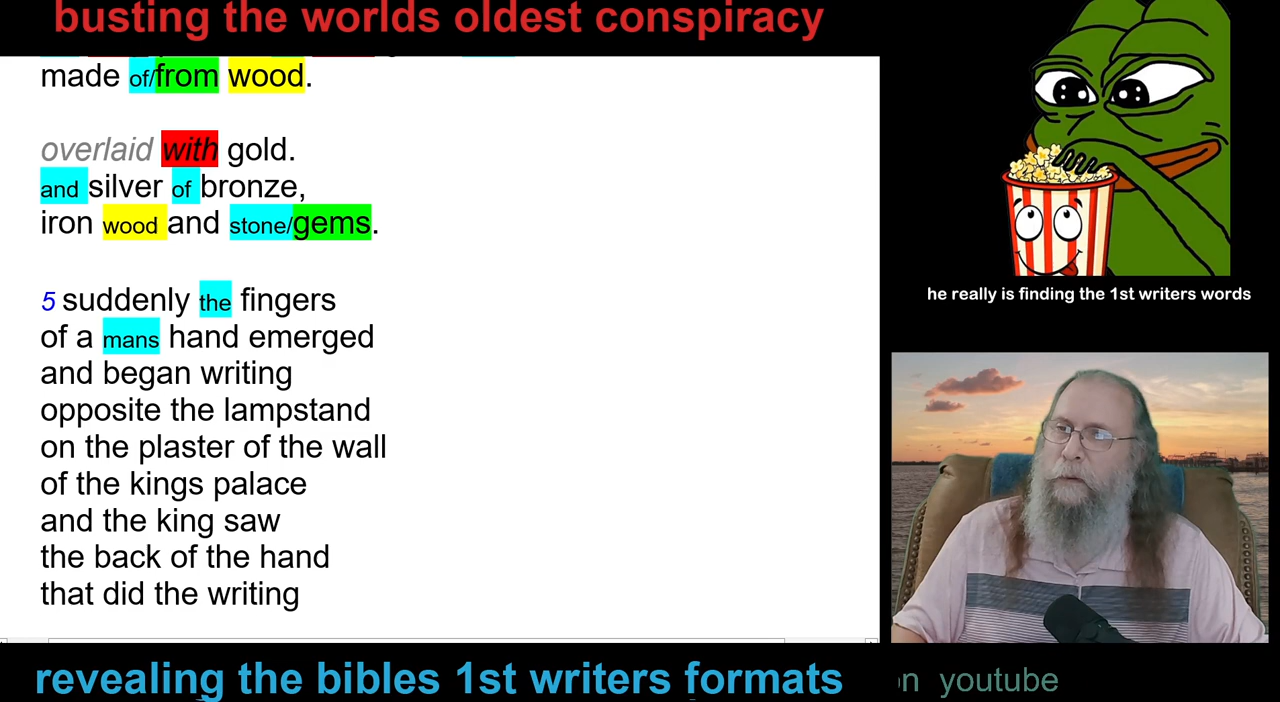 busting the worlds oldest conspiracy
made of/from wood.
overlaid with gold.
and silver of bronze,
iron wood and stone/gems.
5 suddenly the fingers
of a mans hand emerged
and began writing
opposite the lampstand
on the plaster of the wall
of the kings palace
and the king saw
the back of the hand
that did the writing
he really is finding the 1st writers words
revealing the bibles 1st writers formats
on youtube